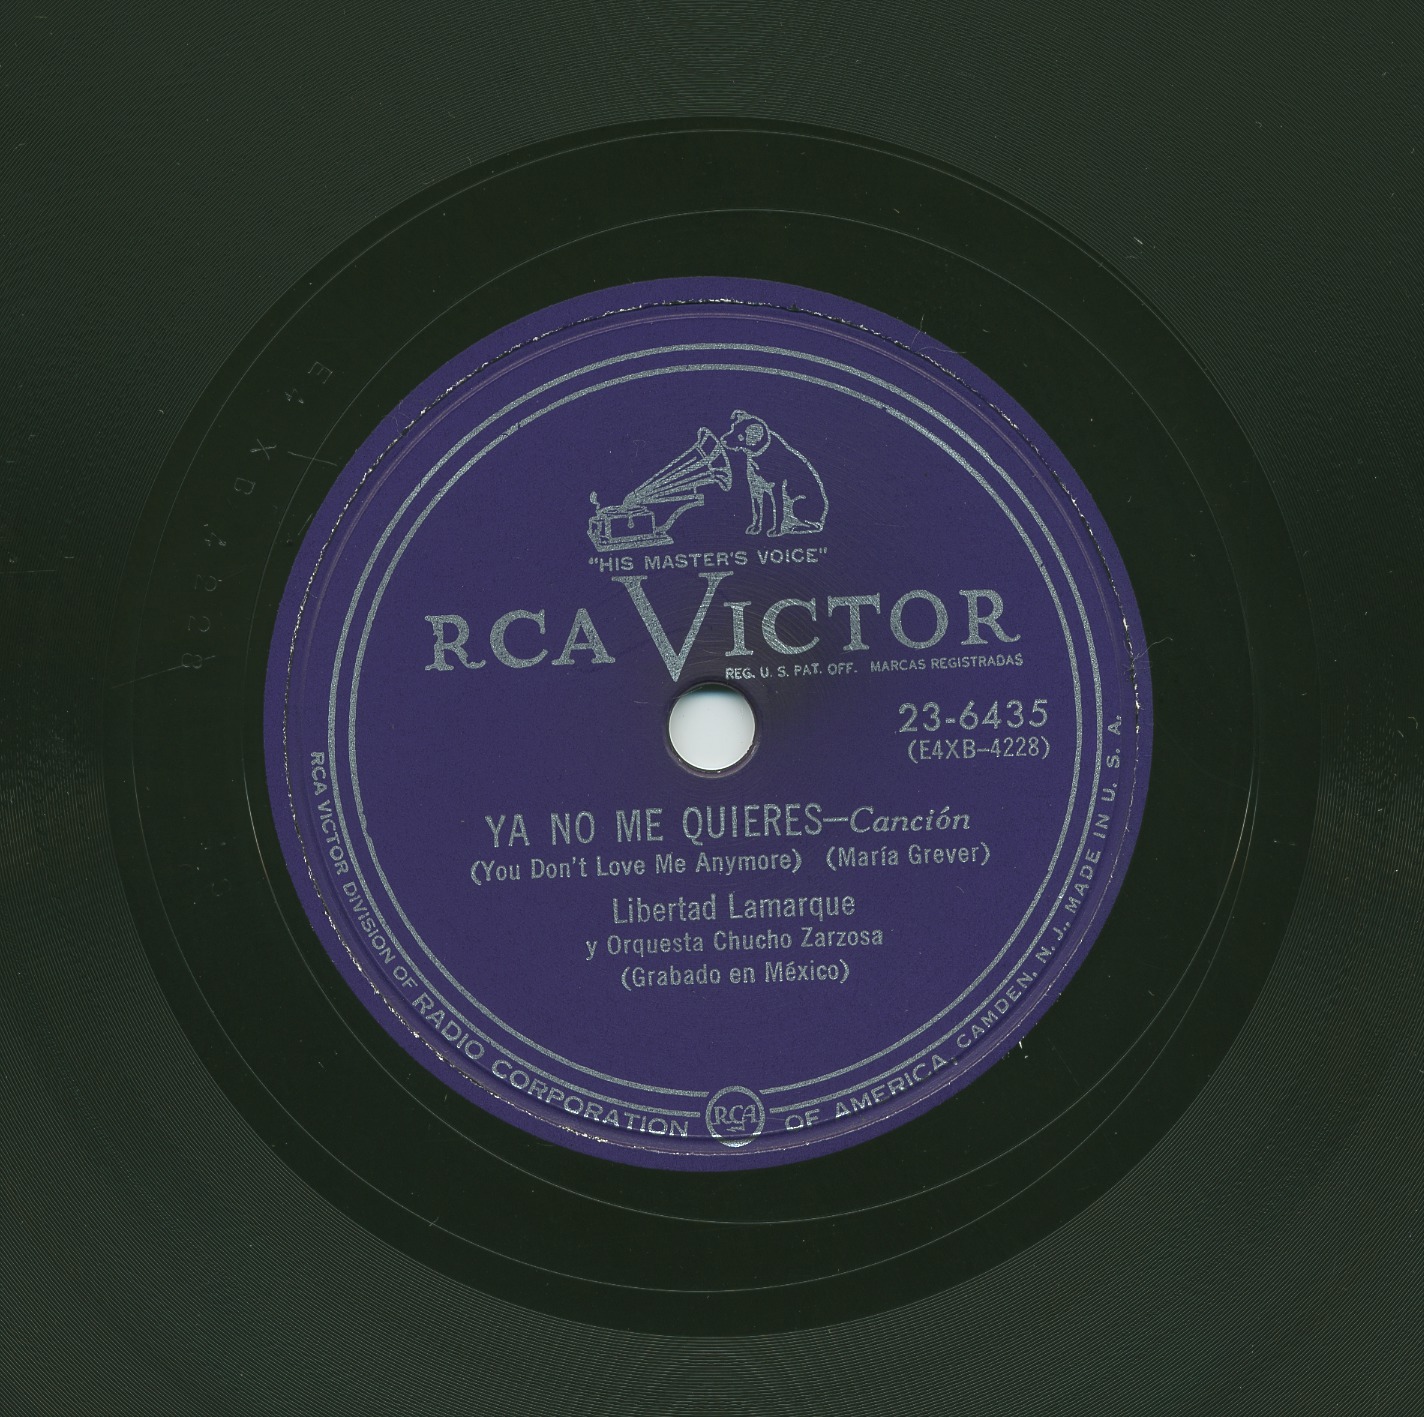 "HIS MASTER'S VOICE"
RCA VICTOR
REG. U. S. PAT. OFF. MARCAS REGISTRADAS
23-6435
(E4XB-4228)
YA NO ME QUIERES—Canción
(You Don't Love Me Anymore) (María Grever)
Libertad Lamarque
y Orquesta Chucho Zarzosa
(Grabado en México)
RCA VICTOR DIVISION OF RADIO CORPORATION OF AMERICA, CAMDEN, N. J., MADE IN U. S. A.
RCA
E4 XB 4228